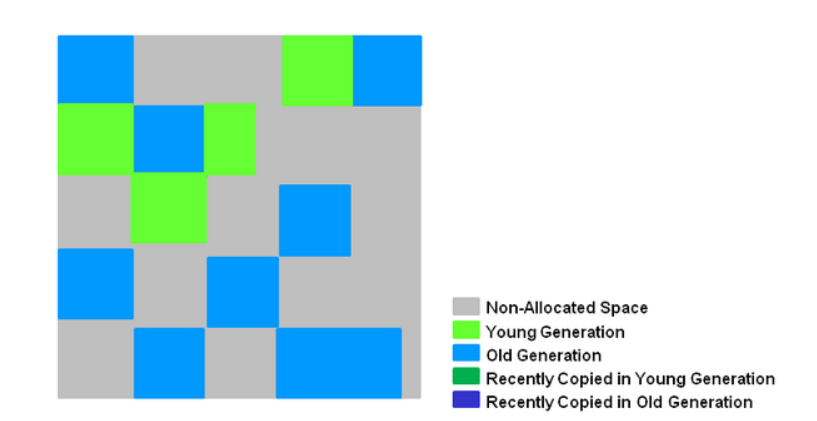 Non-Allocated Space
Young Generation
Old Generation
Recently Copied in Young Generation
Recently Copied in Old Generation